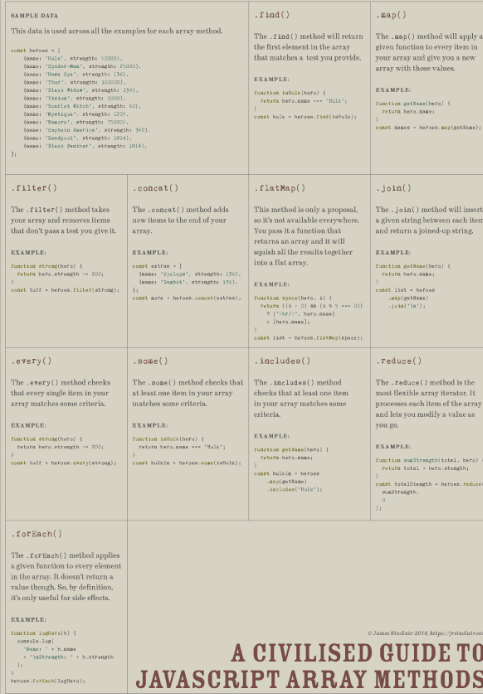 SAMPLE DATA
This data is used across all the examples for each array method.
const heroes = [
{name: 'Hulk', strength:
{name: 'Spider-Man', strength: 25000},
{name: 'Hawk Eye', strength: 136},
{name: 'Thor', strength: 100000},
{name: 'Black Widow', strength: 136},
{name: 'Vision', strength: 5000},
{name: 'Scarlet Witch', strength: 60},
{name: 'Mystique', strength: 120},
{name: 'Namora', strength: 75000},
{name: 'Captain America', strength: 362},
{name: 'Deadpool', strength: 1814},
{name: 'Black Panther', strength: 1814},
];
.find()
The .find() method will return
the first element in the array
that matches a test you provide.
EXAMPLE:
function isHulk(hero) {
return hero.name === 'Hulk';
}
const hulk = heroes.find(isHulk);
.map()
The .map() method will apply a
given function to every item in
your array and give you a new
array with those values.
EXAMPLE:
function getName(hero) {
return hero.name;
}
const names = heroes.map(getName);
.filter()
The .filter() method takes
your array and removes items
that don't pass a test you give it.
EXAMPLE:
function strong(hero) {
return hero.strength >= 200;
}
const tuff = heroes.filter(strong);
.concat()
The .concat() method adds
new items to the end of your
array.
EXAMPLE:
const extras = [
{name: 'Cyclops', strength: 136},
strength: 136},
];
const more = heroes.concat(extras);
.flatMap()
This method is only a proposal,
so it's not available everywhere.
You pass it a function that
returns an array and it will
squish all the results together
into a flat array.
EXAMPLE:
function space(hero, i) {
return ((i > 0) && (i % 5 === 0))
hero.name]
: [hero.name];
}
const list = heroes.flatMap(space);
.join()
The .join() method will insert
a given string between each item
and return a joined-up string.
EXAMPLE:
function getName(hero) {
return hero.name;
}
const list = heroes
.map(getName)
.join('\n');
.every()
The .every() method checks
that every single item in your
array matches some criteria.
EXAMPLE:
function strong(hero) {
return hero.strength >= 200;
}
const tuff = heroes.every(strong);
.some()
The .some() method checks that
at least one item in your array
matches some criteria.
EXAMPLE:
function isHulk(hero) {
return hero.name === 'Hulk';
}
const hulkIn = heroes.some(isHulk);
.includes()
The .includes() method
checks that at least one item
in your array matches some
criteria.
EXAMPLE:
function getName(hero) {
return hero.name;
}
const hulkIn = heroes
.map(getName)
.includes('Hulk');
.reduce()
The .reduce() method is the
most flexible array iterator. It
processes each item of the array
and lets you modify a value as
you go.
EXAMPLE:
function sumStrength(total, hero) {
return total + hero.strength;
}
const totalStrength = heroes.reduce(
sumStrength,
0
);
.forEach()
The .forEach() method applies
a given function to every element
in the array. It doesn't return a
value though. So, by definition,
it's only useful for side effects.
EXAMPLE:
function logHero(h) {
console.log(
'Name: ' + h.name
+ '\nStrength: ' + h.strength
);
}
heroes.forEach(logHero);
© James Sinclair 2018, https://jrsinclair.com
A CIVILISED GUIDE TO
JAVASCRIPT ARRAY METHODS